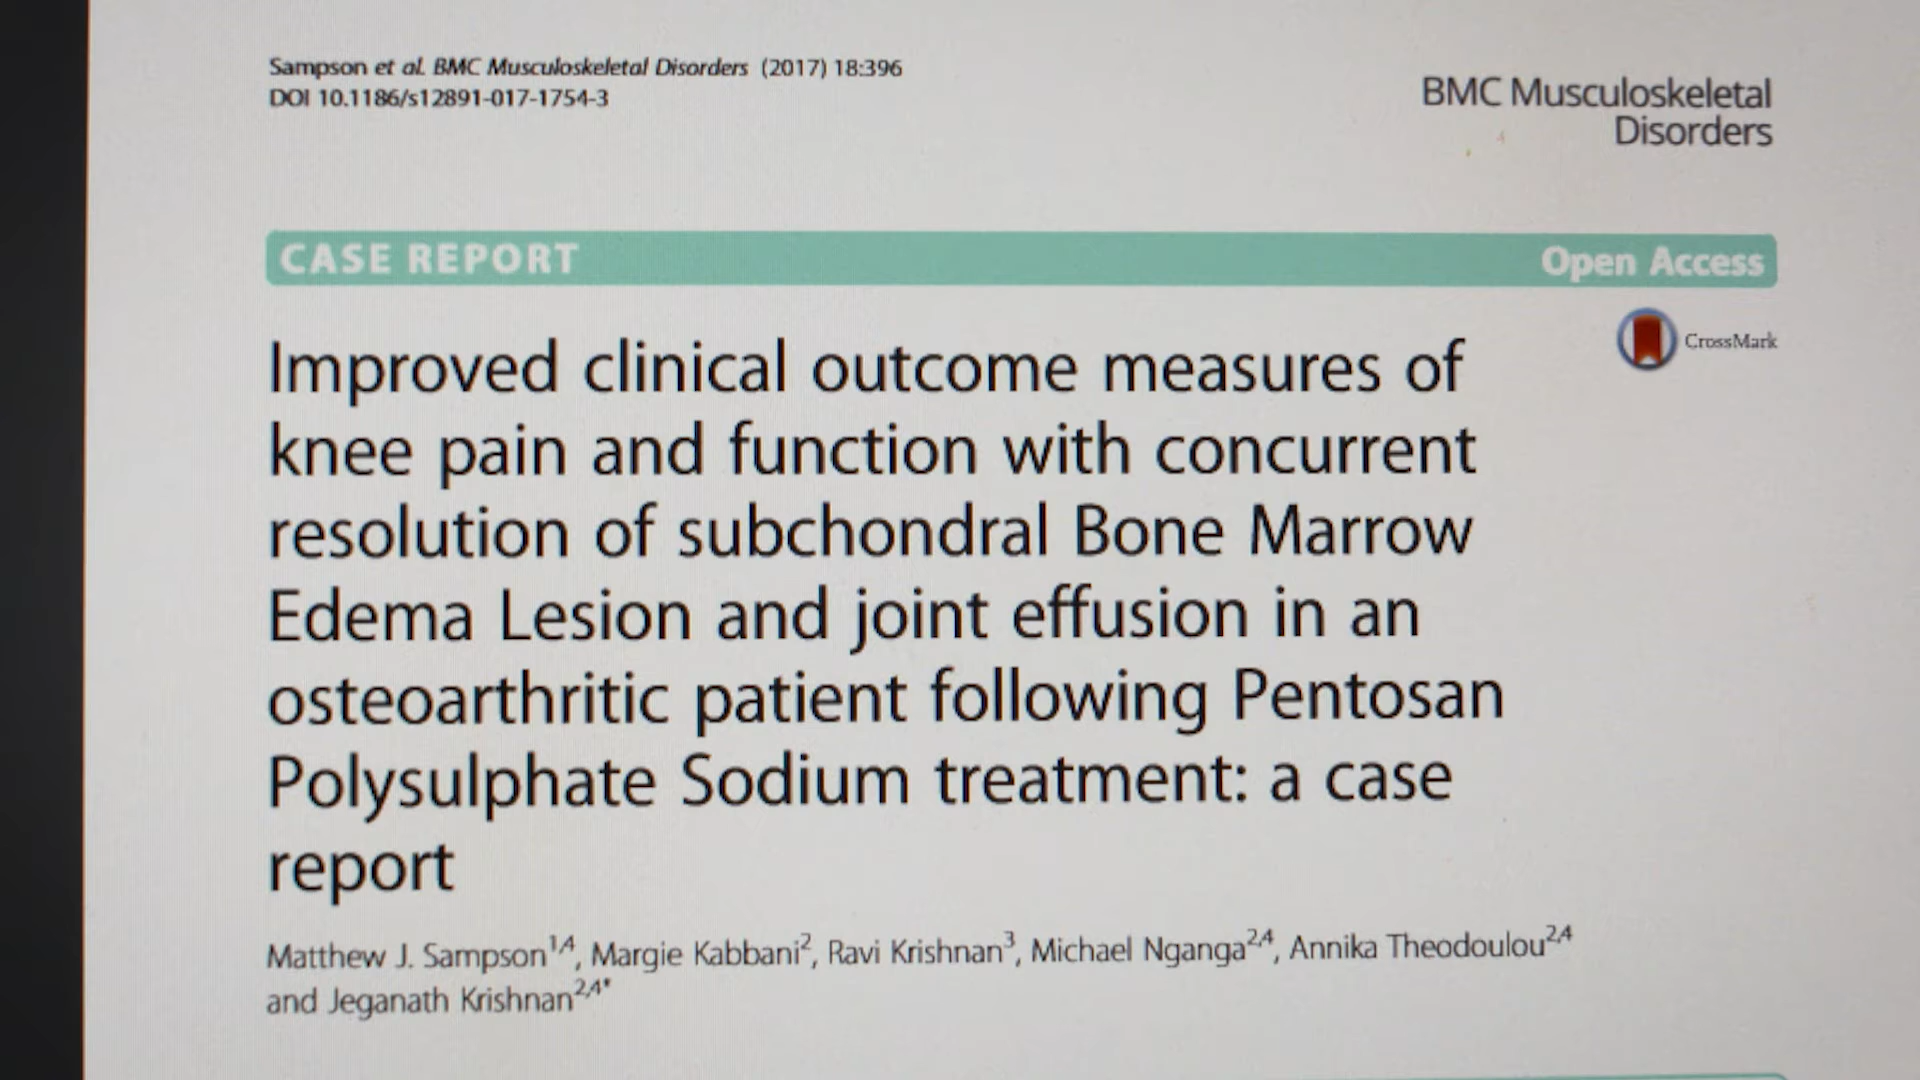 Sampson et al. BMC Musculoskeletal Disorders (2017) 18:396
DOI 10.1186/s12891-017-1754-3
BMC Musculoskeletal
Disorders
CASE REPORT
Open Access
CrossMark
Improved clinical outcome measures of
knee pain and function with concurrent
resolution of subchondral Bone Marrow
Edema Lesion and joint effusion in an
osteoarthritic patient following Pentosan
Polysulphate Sodium treatment: a case
report
Matthew J. Sampson1,4, Margie Kabbani2, Ravi Krishnan3, Michael Nganga2,4, Annika Theodoulou2,4
and Jeganath Krishnan2,4*